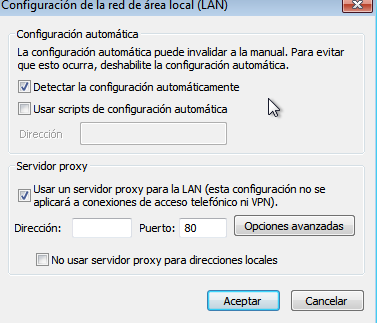 Configuración de la red de área local (LAN)
Configuración automática
La configuración automática puede invalidar a la manual. Para evitar
que esto ocurra, deshabilite la configuración automática.
Detectar la configuración automáticamente
Usar scripts de configuración automática
Dirección
Servidor proxy
Usar un servidor proxy para la LAN (esta configuración no se
aplicará a conexiones de acceso telefónico ni VPN).
Dirección: Puerto: 80 Opciones avanzadas
No usar servidor proxy para direcciones locales
Aceptar Cancelar